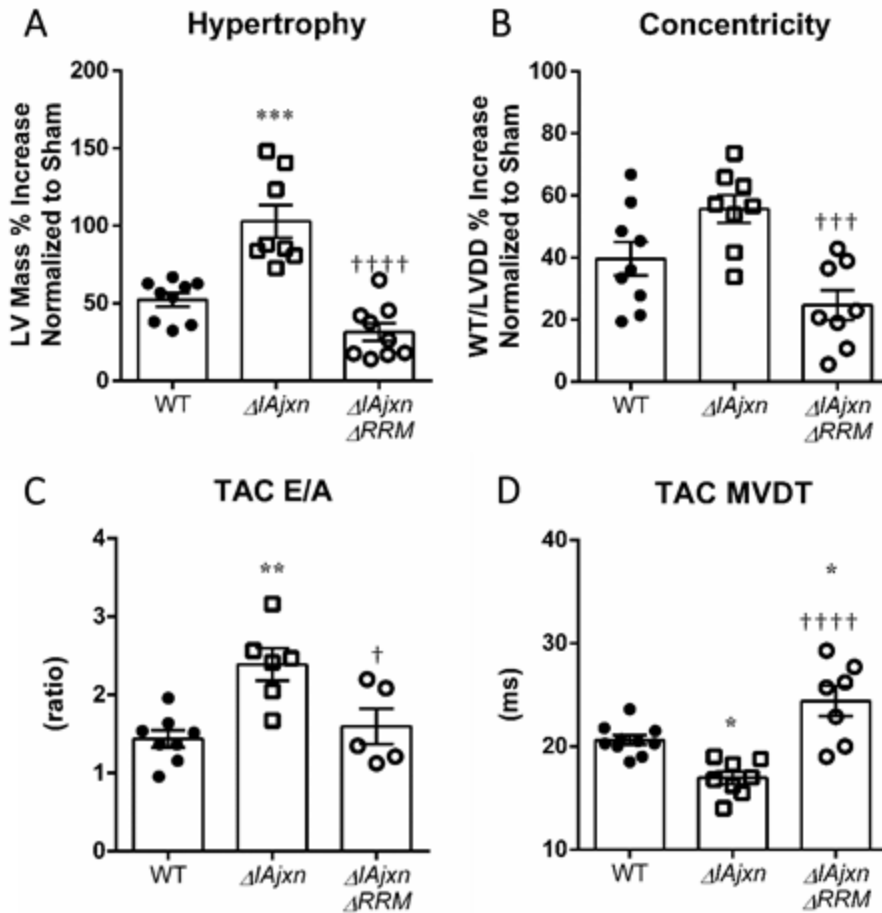 A
Hypertrophy
LV Mass % Increase
Normalized to Sham
200
150
100
50
0
***
††††
WT
ΔIAjxn
ΔIAjxn
ΔRRM
B
Concentricity
WT/LVDD % Increase
Normalized to Sham
100
80
60
40
20
0
†††
WT
ΔIAjxn
ΔIAjxn
ΔRRM
C
TAC E/A
(ratio)
4
3
2
1
0
**
†
WT
ΔIAjxn
ΔIAjxn
ΔRRM
D
TAC MVDT
(ms)
40
30
20
10
*
*
††††
WT
ΔIAjxn
ΔIAjxn
ΔRRM